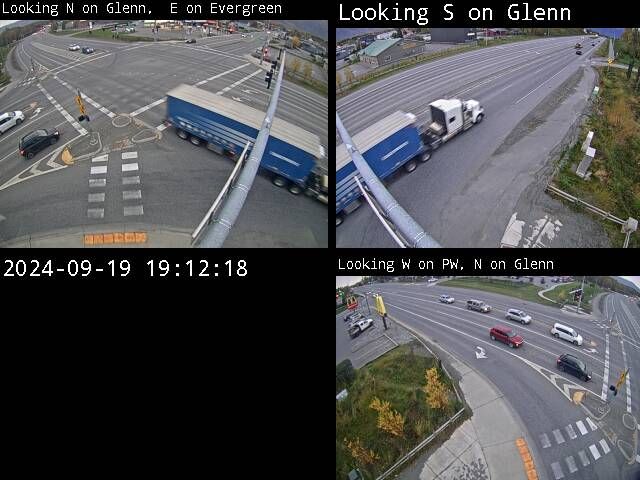 Looking N on Glenn, E on Evergreen
Looking S on Glenn
2024-09-19 19:12:18
Looking W on PW, N on Glenn